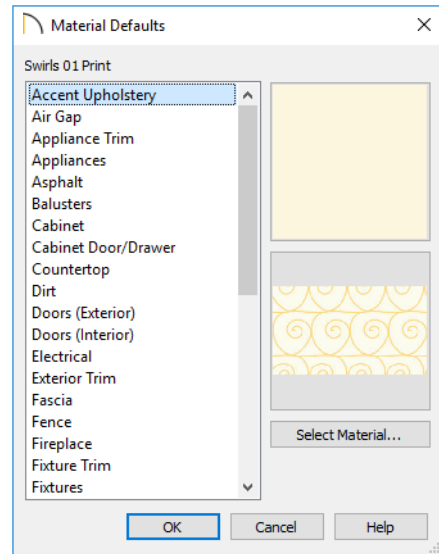 Material Defaults
Swirls 01 Print
Accent Upholstery
Air Gap
Appliance Trim
Appliances
Asphalt
Balusters
Cabinet
Cabinet Door/Drawer
Countertop
Dirt
Doors (Exterior)
Doors (Interior)
Electrical
Exterior Trim
Fascia
Fence
Fireplace
Fixture Trim
Fixtures
Select Material...
OK
Cancel
Help